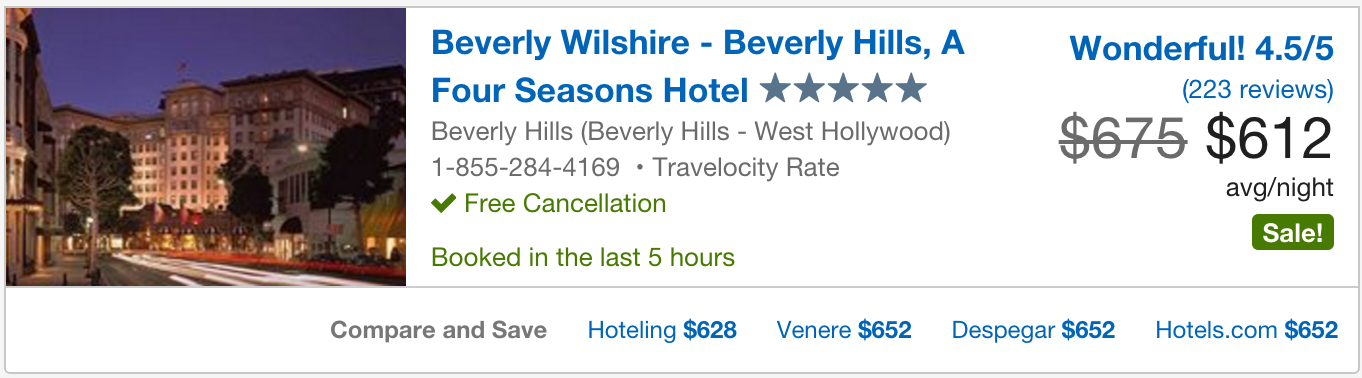 Beverly Wilshire - Beverly Hills, A
Four Seasons Hotel
Beverly Hills (Beverly Hills - West Hollywood)
1-855-284-4169 • Travelocity Rate
Free Cancellation
Booked in the last 5 hours
Wonderful! 4.5/5
(223 reviews)
$675 $612
avg/night
Sale!
Compare and Save Hoteling $628 Venere $652 Despegar $652 Hotels.com $652